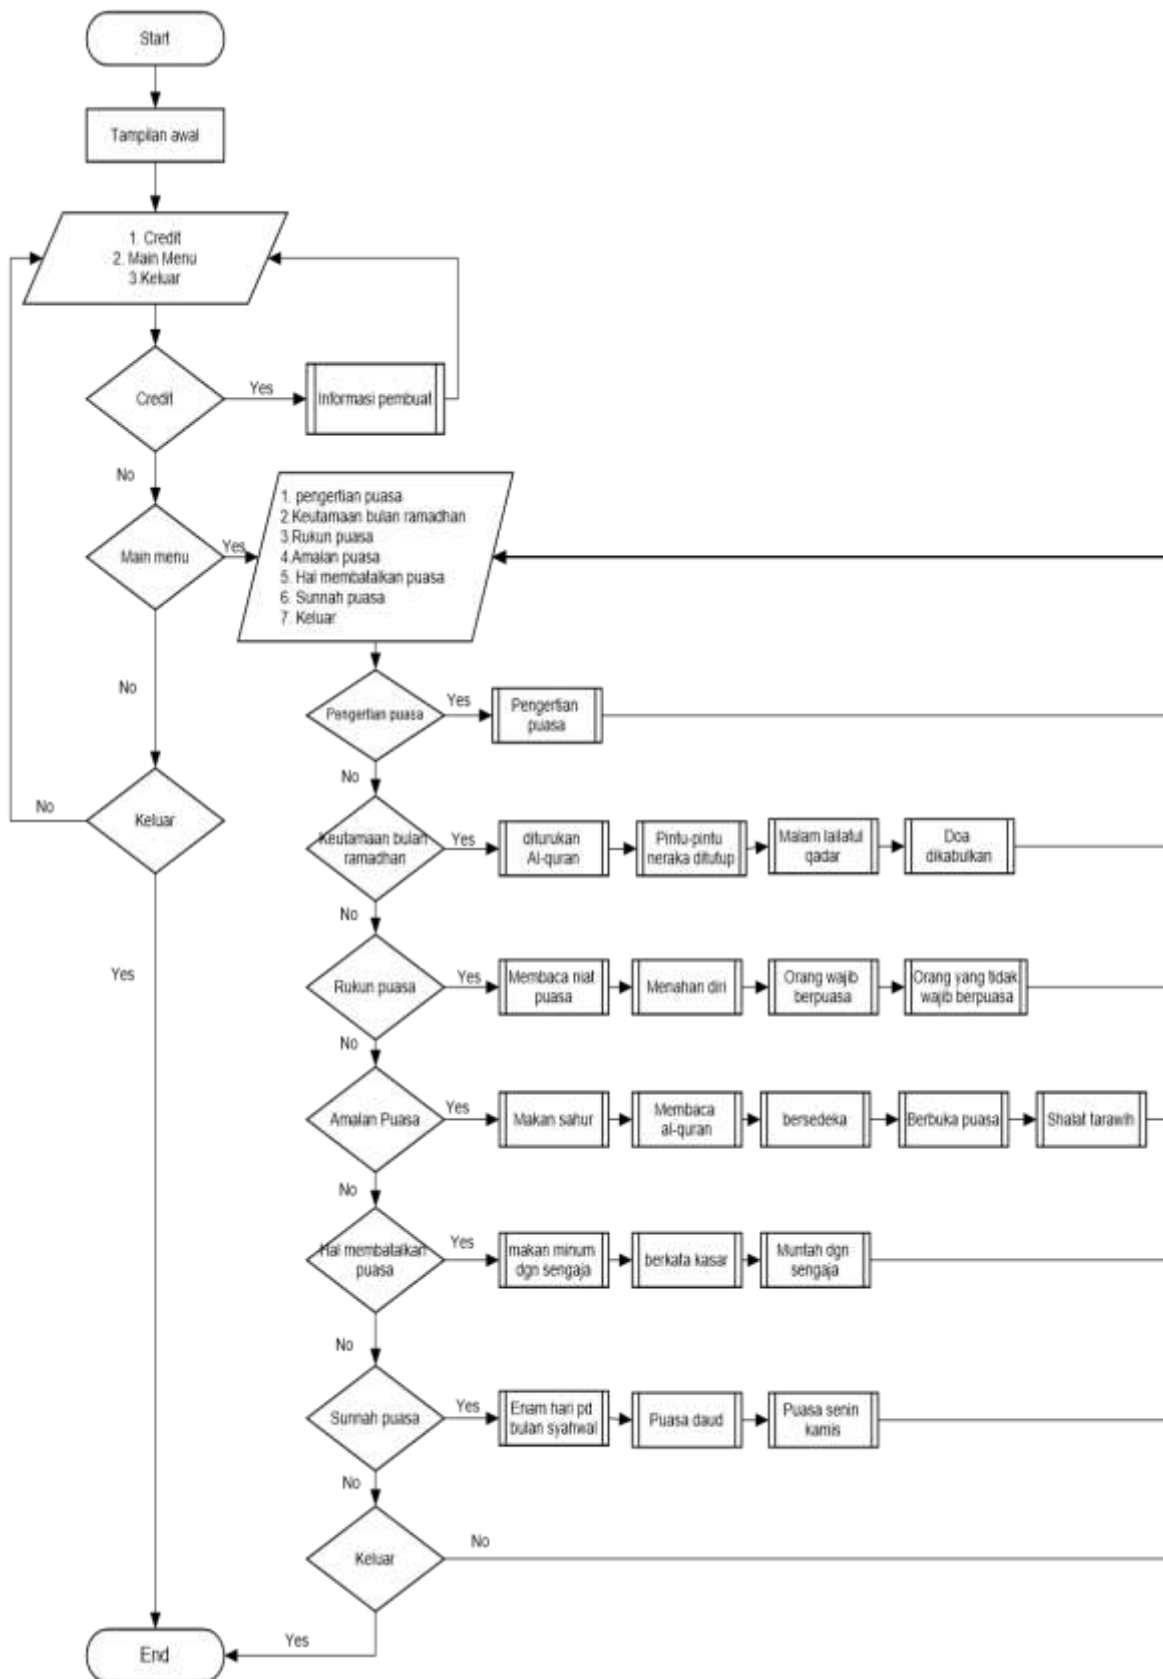 Start
Tampilan awal
1. Credit
2. Main Menu
3.Keluar
Credit
Yes
Informasi pembuat
No
Main menu
Yes
1. pengertian puasa
2.Keutamaan bulan ramadhan
3.Rukun puasa
4.Amalan puasa
5. Hal membatalkan puasa
6. Sunnah puasa
7. Keluar
No
Pengertian puasa
Yes
Pengertian
puasa
No
No
Keluar
Yes
Keutamaan bulan
ramadhan
Yes
diturukan
Al-quran
Pintu-pintu
neraka ditutup
Malam lailatul
qadar
Doa
dikabulkan
No
Rukun puasa
Yes
Membaca niat
puasa
Menahan diri
Orang wajib
berpuasa
Orang yang tidak
wajib berpuasa
No
Amalan Puasa
Yes
Makan sahur
Membaca
al-quran
bersedeka
Berbuka puasa
Shalat tarawih
No
Hal membatalkan
puasa
Yes
makan minum
dgn sengaja
berkata kasar
Muntah dgn
sengaja
No
Sunnah puasa
Yes
Enam hari pd
bulan syahwal
Puasa daud
Puasa senin
kamis
No
Keluar
No
Yes
End